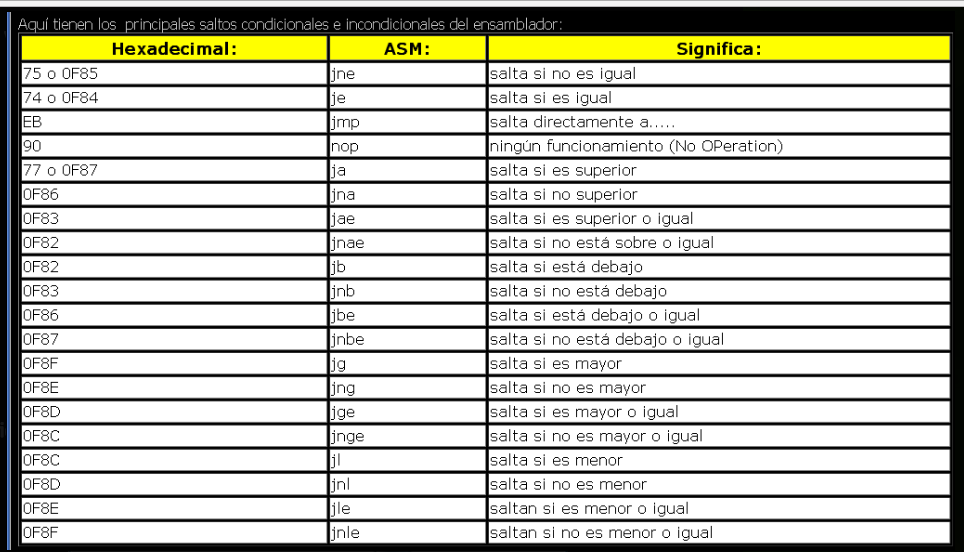 Aquí tienen los principales saltos condicionales e incondicionales del ensamblador:
Hexadecimal: ASM: Significa:
75 o 0F85 jne salta si no es igual
74 o 0F84 je salta si es igual
EB jmp salta directamente a.....
90 nop ningún funcionamiento (No OPeration)
77 o 0F87 ja salta si es superior
0F86 jna salta si no superior
0F83 jae salta si es superior o igual
0F82 jnae salta si no está sobre o igual
0F82 jb salta si está debajo
0F83 jnb salta si no está debajo
0F86 jbe salta si está debajo o igual
0F87 jnbe salta si no está debajo o igual
0F8F jg salta si es mayor
0F8E jng salta si no es mayor
0F8D jge salta si es mayor o igual
0F8C jnge salta si no es mayor o igual
0F8C jl salta si es menor
0F8D jnl salta si no es menor
0F8E jle saltan si es menor o igual
0F8F jnle saltan si no es menor o igual